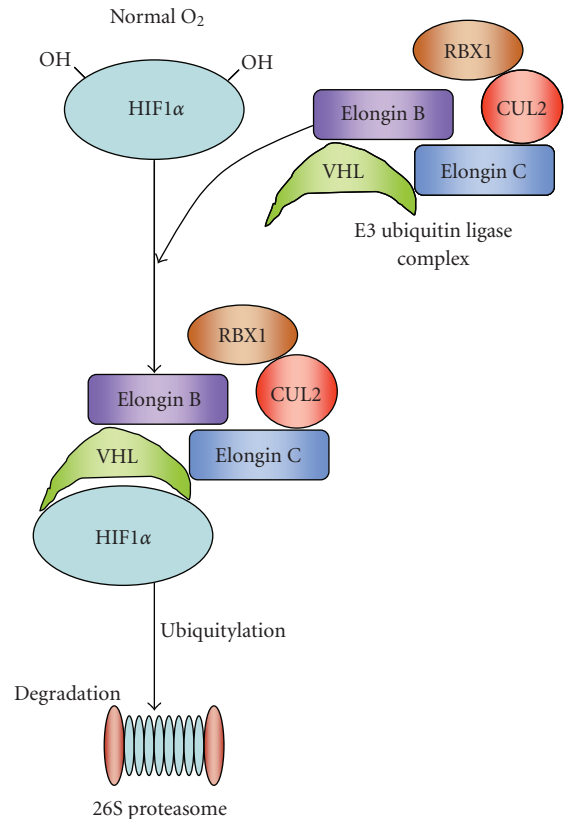 Normal O₂
OH
OH
HIF1α
RBX1
Elongin B
CUL2
VHL
Elongin C
E3 ubiquitin ligase
complex
RBX1
Elongin B
CUL2
VHL
Elongin C
HIF1α
Ubiquitylation
Degradation
26S proteasome